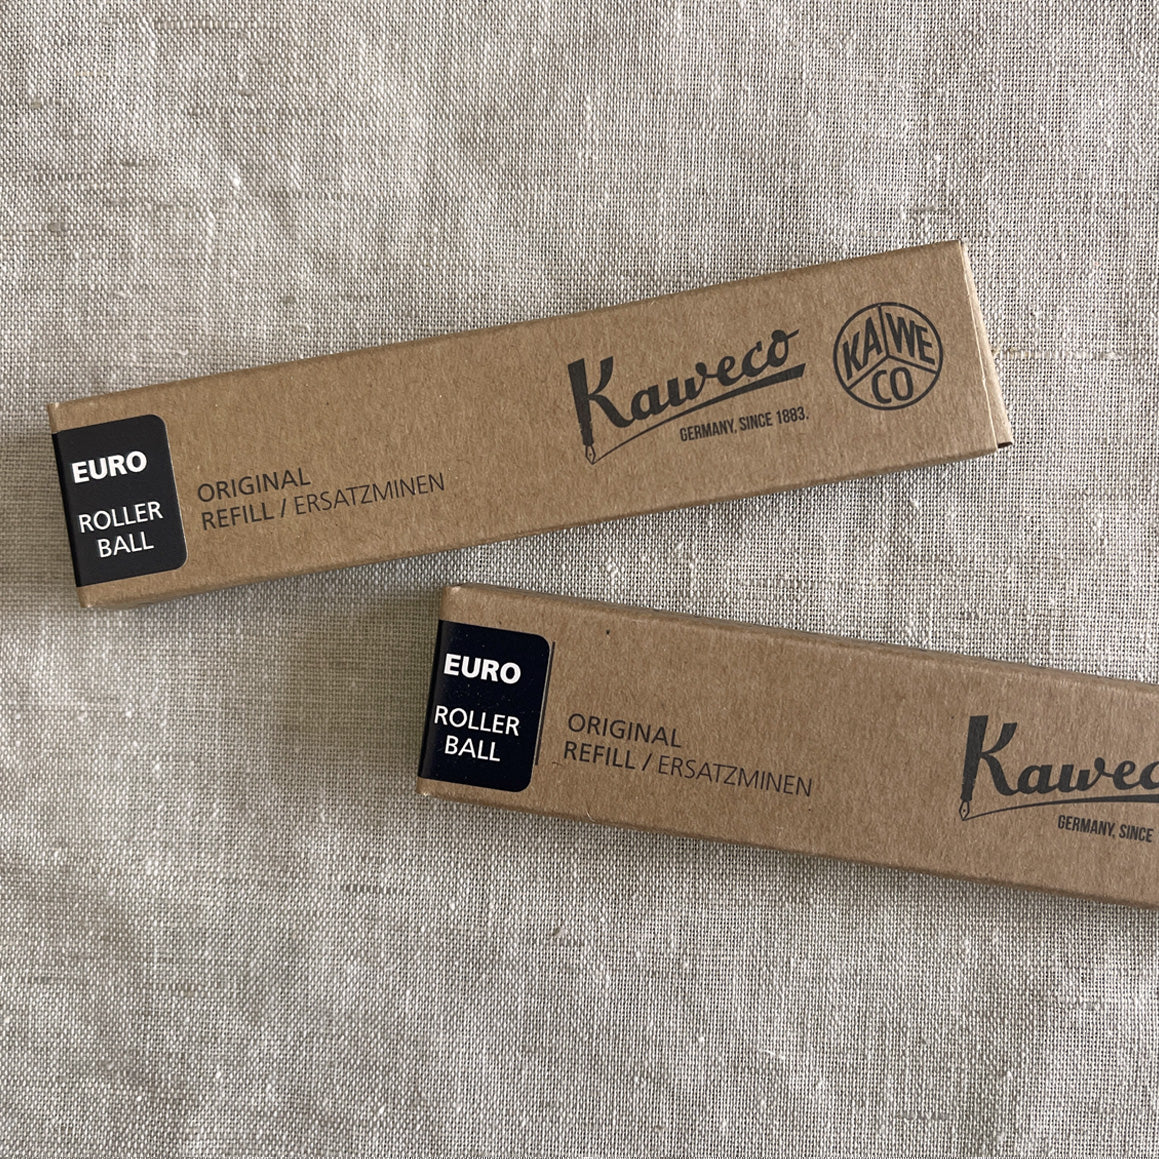 EURO
ROLLER
BALL
ORIGINAL
REFILL / ERSATZMINEN
Kaweco
GERMANY, SINCE 1883.
KA WE
CO
EURO
ROLLER
BALL
ORIGINAL
REFILL / ERSATZMINEN
Kawec
GERMANY, SINCE